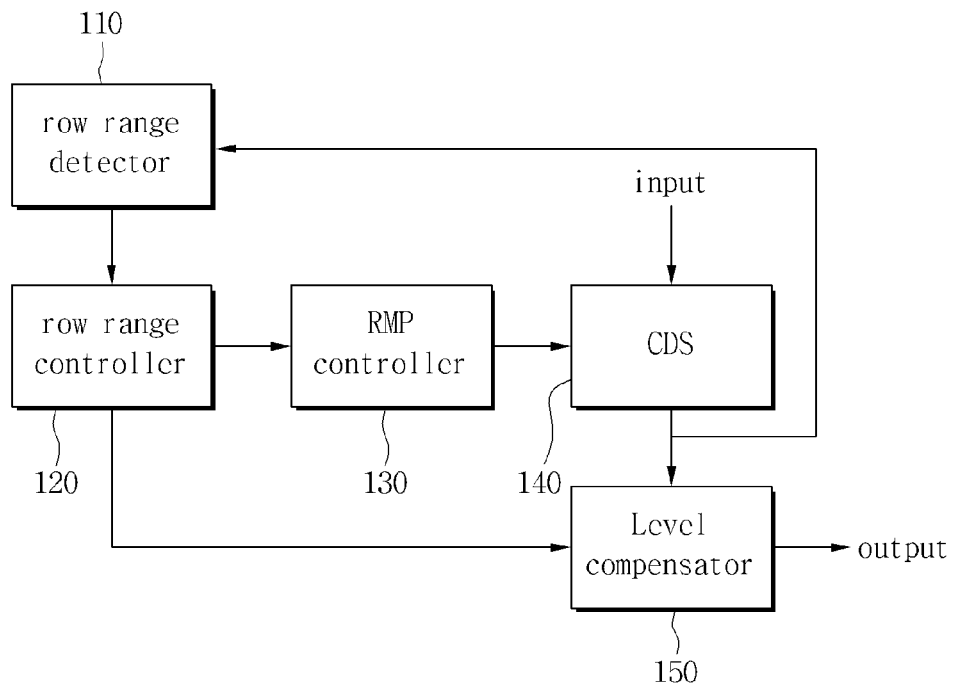 110
row range
detector
input
row range
controller
RMP
controller
CDS
120
130
140
Level
compensator
output
150